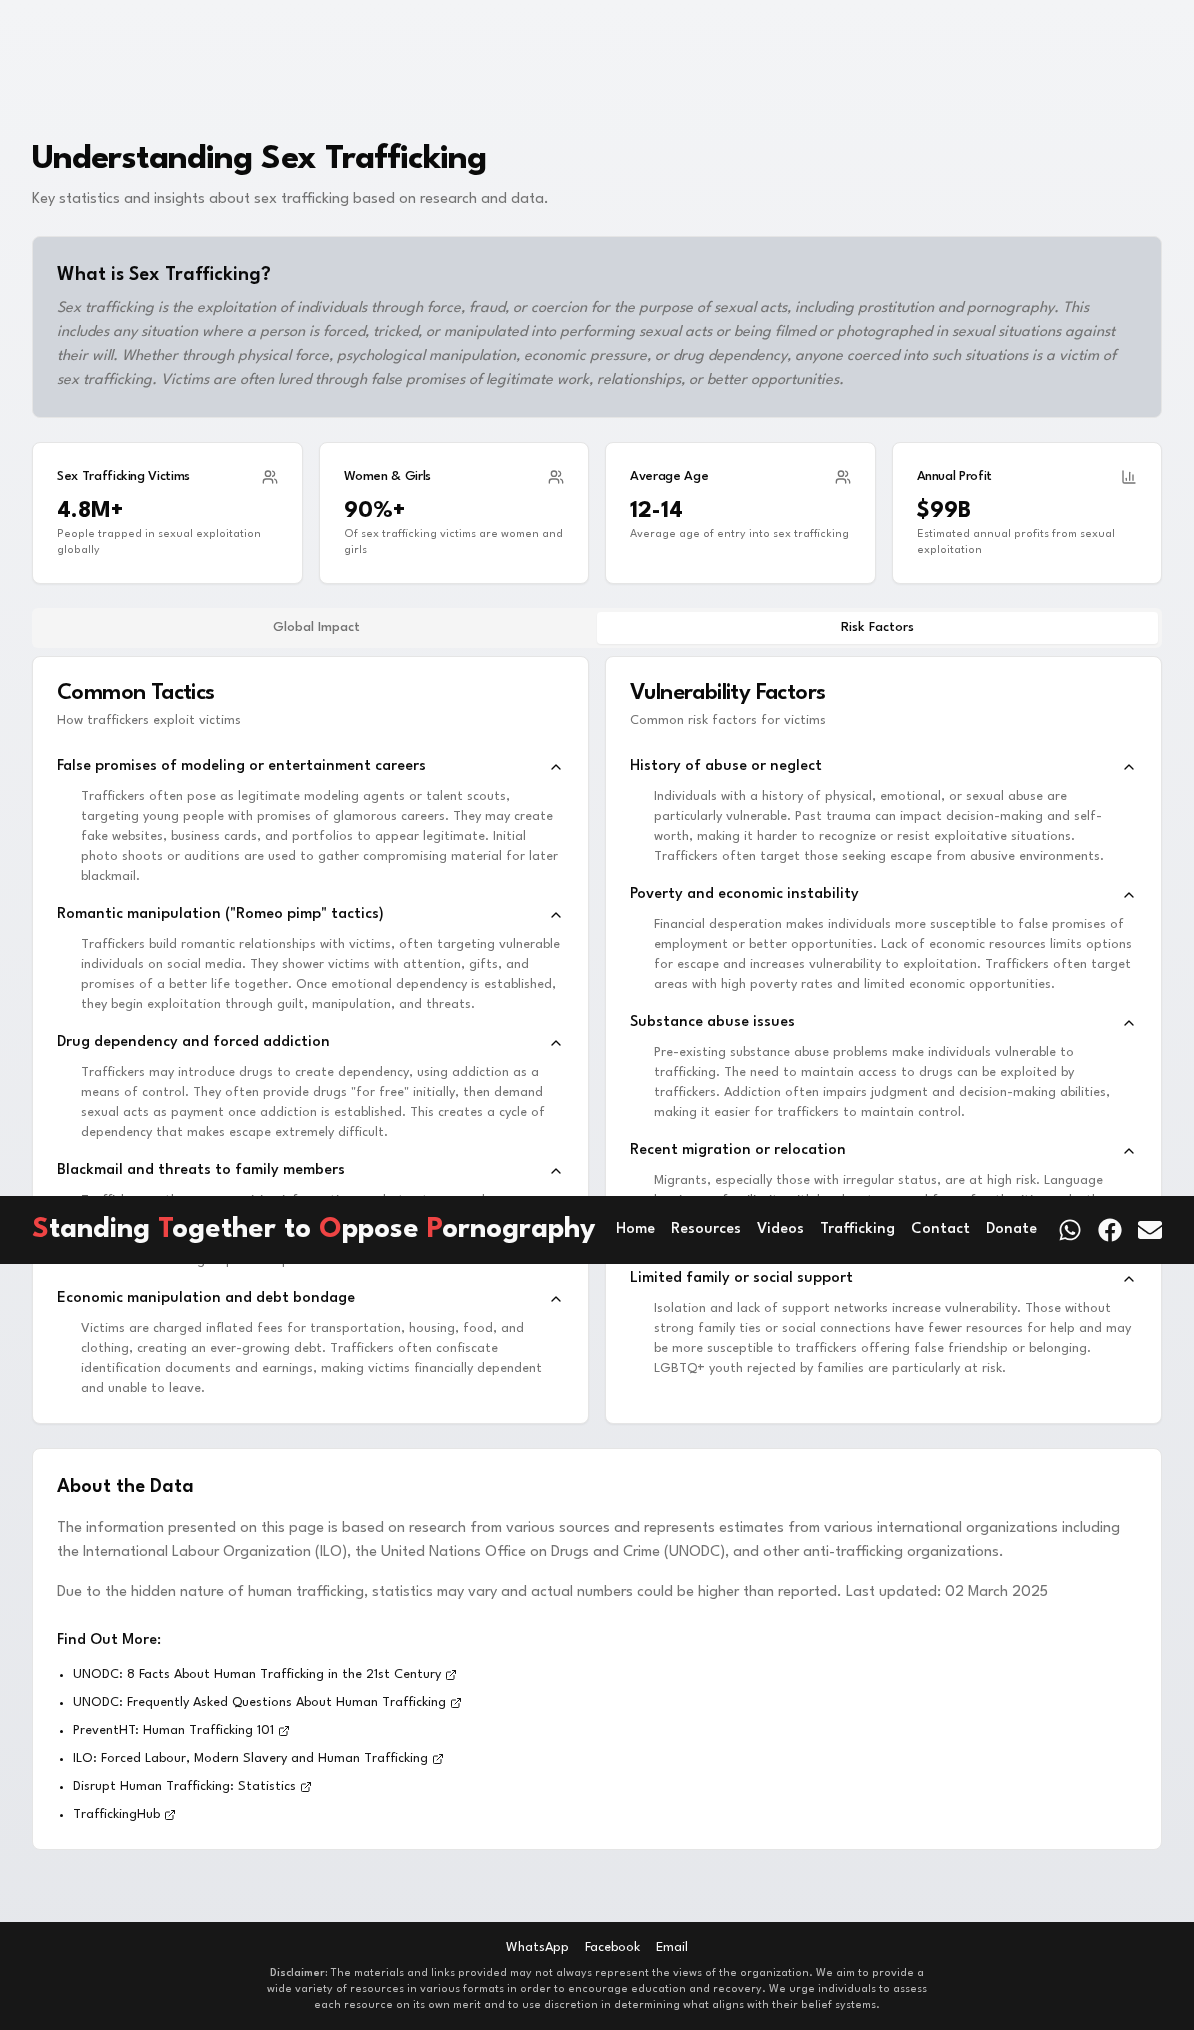 Understanding Sex Trafficking
Key statistics and insights about sex trafficking based on research and data.
What is Sex Trafficking?
Sex trafficking is the exploitation of individuals through force, fraud, or coercion for the purpose of sexual acts, including prostitution and pornography. This
includes any situation where a person is forced, tricked, or manipulated into performing sexual acts or being filmed or photographed in sexual situations against
their will. Whether through physical force, psychological manipulation, economic pressure, or drug dependency, anyone coerced into such situations is a victim of
sex trafficking. Victims are often lured through false promises of legitimate work, relationships, or better opportunities.
Sex Trafficking Victims
4.8M+
People trapped in sexual exploitation
globally
Women & Girls
90%+
Of sex trafficking victims are women and
girls
Average Age
12-14
Average age of entry into sex trafficking
Annual Profit
$99B
Estimated annual profits from sexual
exploitation
Global Impact
Risk Factors
Common Tactics
How traffickers exploit victims
False promises of modeling or entertainment careers
Traffickers often pose as legitimate modeling agents or talent scouts,
targeting young people with promises of glamorous careers. They may create
fake websites, business cards, and portfolios to appear legitimate. Initial
photo shoots or auditions are used to gather compromising material for later
blackmail.
Romantic manipulation ("Romeo pimp" tactics)
Traffickers build romantic relationships with victims, often targeting vulnerable
individuals on social media. They shower victims with attention, gifts, and
promises of a better life together. Once emotional dependency is established,
they begin exploitation through guilt, manipulation, and threats.
Drug dependency and forced addiction
Traffickers may introduce drugs to create dependency, using addiction as a
means of control. They often provide drugs "for free" initially, then demand
sexual acts as payment once addiction is established. This creates a cycle of
dependency that makes escape extremely difficult.
Blackmail and threats to family members
Vulnerability Factors
Common risk factors for victims
History of abuse or neglect
Individuals with a history of physical, emotional, or sexual abuse are
particularly vulnerable. Past trauma can impact decision-making and self-
worth, making it harder to recognize or resist exploitative situations.
Traffickers often target those seeking escape from abusive environments.
Poverty and economic instability
Financial desperation makes individuals more susceptible to false promises of
employment or better opportunities. Lack of economic resources limits options
for escape and increases vulnerability to exploitation. Traffickers often target
areas with high poverty rates and limited economic opportunities.
Substance abuse issues
Pre-existing substance abuse problems make individuals vulnerable to
trafficking. The need to maintain access to drugs can be exploited by
traffickers. Addiction often impairs judgment and decision-making abilities,
making it easier for traffickers to maintain control.
Recent migration or relocation
Migrants, especially those with irregular status, are at high risk. Language
Standing Together to Oppose Pornography
Home
Resources
Videos
Trafficking
Contact
Donate
Economic manipulation and debt bondage
Victims are charged inflated fees for transportation, housing, food, and
clothing, creating an ever-growing debt. Traffickers often confiscate
identification documents and earnings, making victims financially dependent
and unable to leave.
Limited family or social support
Isolation and lack of support networks increase vulnerability. Those without
strong family ties or social connections have fewer resources for help and may
be more susceptible to traffickers offering false friendship or belonging.
LGBTQ+ youth rejected by families are particularly at risk.
About the Data
The information presented on this page is based on research from various sources and represents estimates from various international organizations including
the International Labour Organization (ILO), the United Nations Office on Drugs and Crime (UNODC), and other anti-trafficking organizations.
Due to the hidden nature of human trafficking, statistics may vary and actual numbers could be higher than reported. Last updated: 02 March 2025
Find Out More:
• UNODC: 8 Facts About Human Trafficking in the 21st Century
• UNODC: Frequently Asked Questions About Human Trafficking
• PreventHT: Human Trafficking 101
• ILO: Forced Labour, Modern Slavery and Human Trafficking
• Disrupt Human Trafficking: Statistics
• TraffickingHub
WhatsApp
Facebook
Email
Disclaimer: The materials and links provided may not always represent the views of the organization. We aim to provide a
wide variety of resources in various formats in order to encourage education and recovery. We urge individuals to assess
each resource on its own merit and to use discretion in determining what aligns with their belief systems.